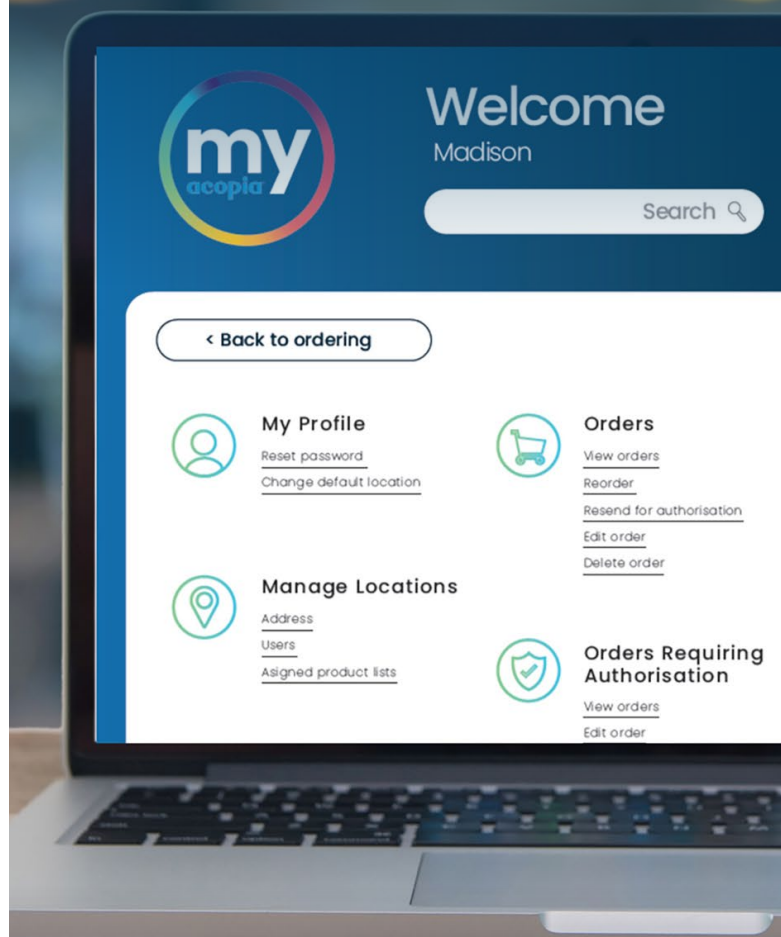 my
acopia
Welcome
Madison
Search
< Back to ordering
My Profile
Reset password
Change default location
Manage Locations
Address
Users
Asigned product lists
Orders
View orders
Reorder
Resend for authorisation
Edit order
Delete order
Orders Requiring
Authorisation
View orders
Edit order